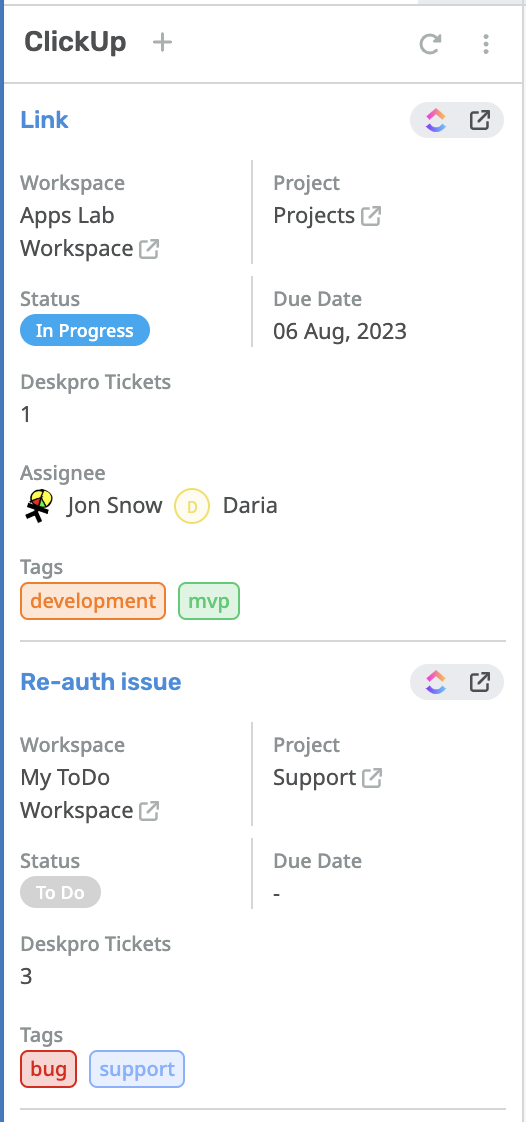 ClickUp
Link
Workspace
Project
Apps Lab
Workspace
Projects
Status
Due Date
In Progress
06 Aug, 2023
Deskpro Tickets
1
Assignee
Jon Snow D Daria
Tags
development mvp
Re-auth issue
Workspace
Project
My ToDo
Workspace
Support
Status
Due Date
To Do
-
Deskpro Tickets
3
Tags
bug support